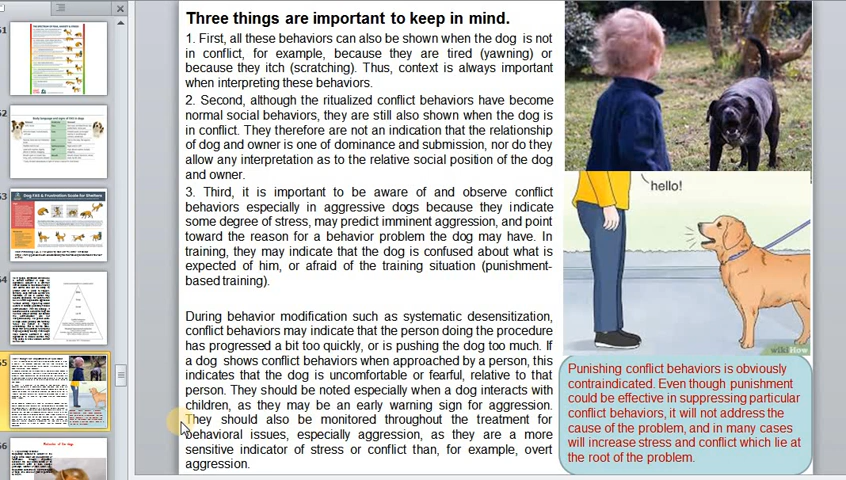 Three things are important to keep in mind.
1. First, all these behaviors can also be shown when the dog is not
in conflict, for example, because they are tired (yawning) or
because they itch (scratching). Thus, context is always important
when interpreting these behaviors.
2. Second, although the ritualized conflict behaviors have become
normal social behaviors, they are still also shown when the dog is
in conflict. They therefore are not an indication that the relationship
of dog and owner is one of dominance and submission, nor do they
allow any interpretation as to the relative social position of the dog
and owner.
3. Third, it is important to be aware of and observe conflict
behaviors especially in aggressive dogs because they indicate
some degree of stress, may predict imminent aggression, and point
toward the reason for a behavior problem the dog may have. In
training, they may indicate that the dog is confused about what is
expected of him, or afraid of the training situation (punishment-
based training).
During behavior modification such as systematic desensitization,
conflict behaviors may indicate that the person doing the procedure
has progressed a bit too quickly, or is pushing the dog too much. If
a dog shows conflict behaviors when approached by a person, this
indicates that the dog is uncomfortable or fearful, relative to that
person. They should be noted especially when a dog interacts with
children, as they may be an early warning sign for aggression.
They should also be monitored throughout the treatment for
behavioral issues, especially aggression, as they are a more
sensitive indicator of stress or conflict than, for example, overt
aggression.
hello!
wikiHow
Punishing conflict behaviors is obviously
contraindicated. Even though punishment
could be effective in suppressing particular
conflict behaviors, it will not address the
cause of the problem, and in many cases
will increase stress and conflict which lie at
the root of the problem.